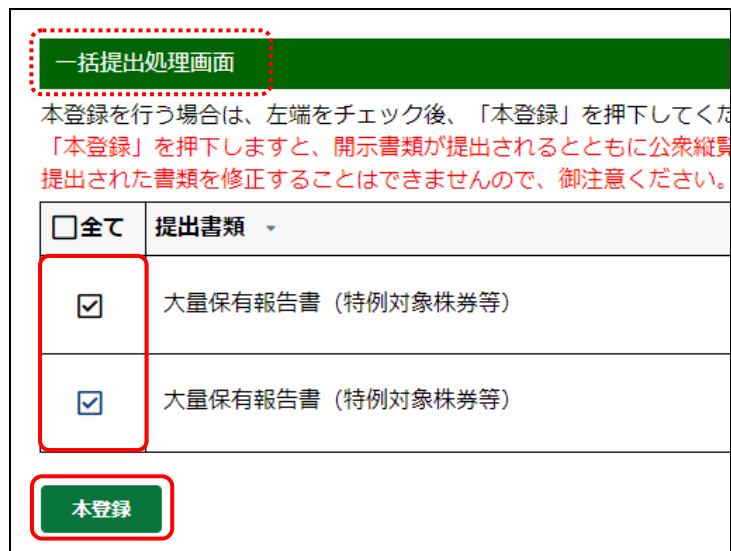 一括提出処理画面
本登録を行う場合は、左端をチェック後、「本登録」を押下してくだ
「本登録」を押下しますと、開示書類が提出されるとともに公衆縦覧
提出された書類を修正することはできませんので、御注意ください。
全て 提出書類
大量保有報告書（特例対象株券等）
大量保有報告書（特例対象株券等）
本登録